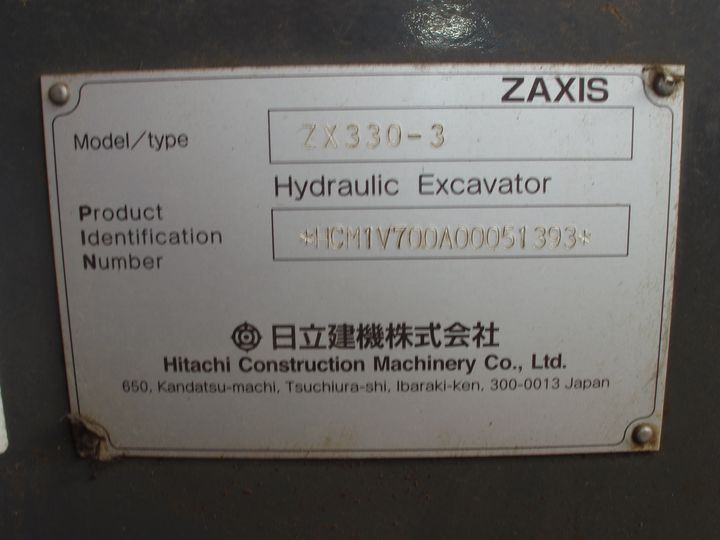 ZAXIS
Model/type ZX330-3
Hydraulic Excavator
Product
Identification
Number
*HCM1V700A00051393*
日立建機株式会社
Hitachi Construction Machinery Co., Ltd.
650, Kandatsu-machi, Tsuchiura-shi, Ibaraki-ken, 300-0013 Japan